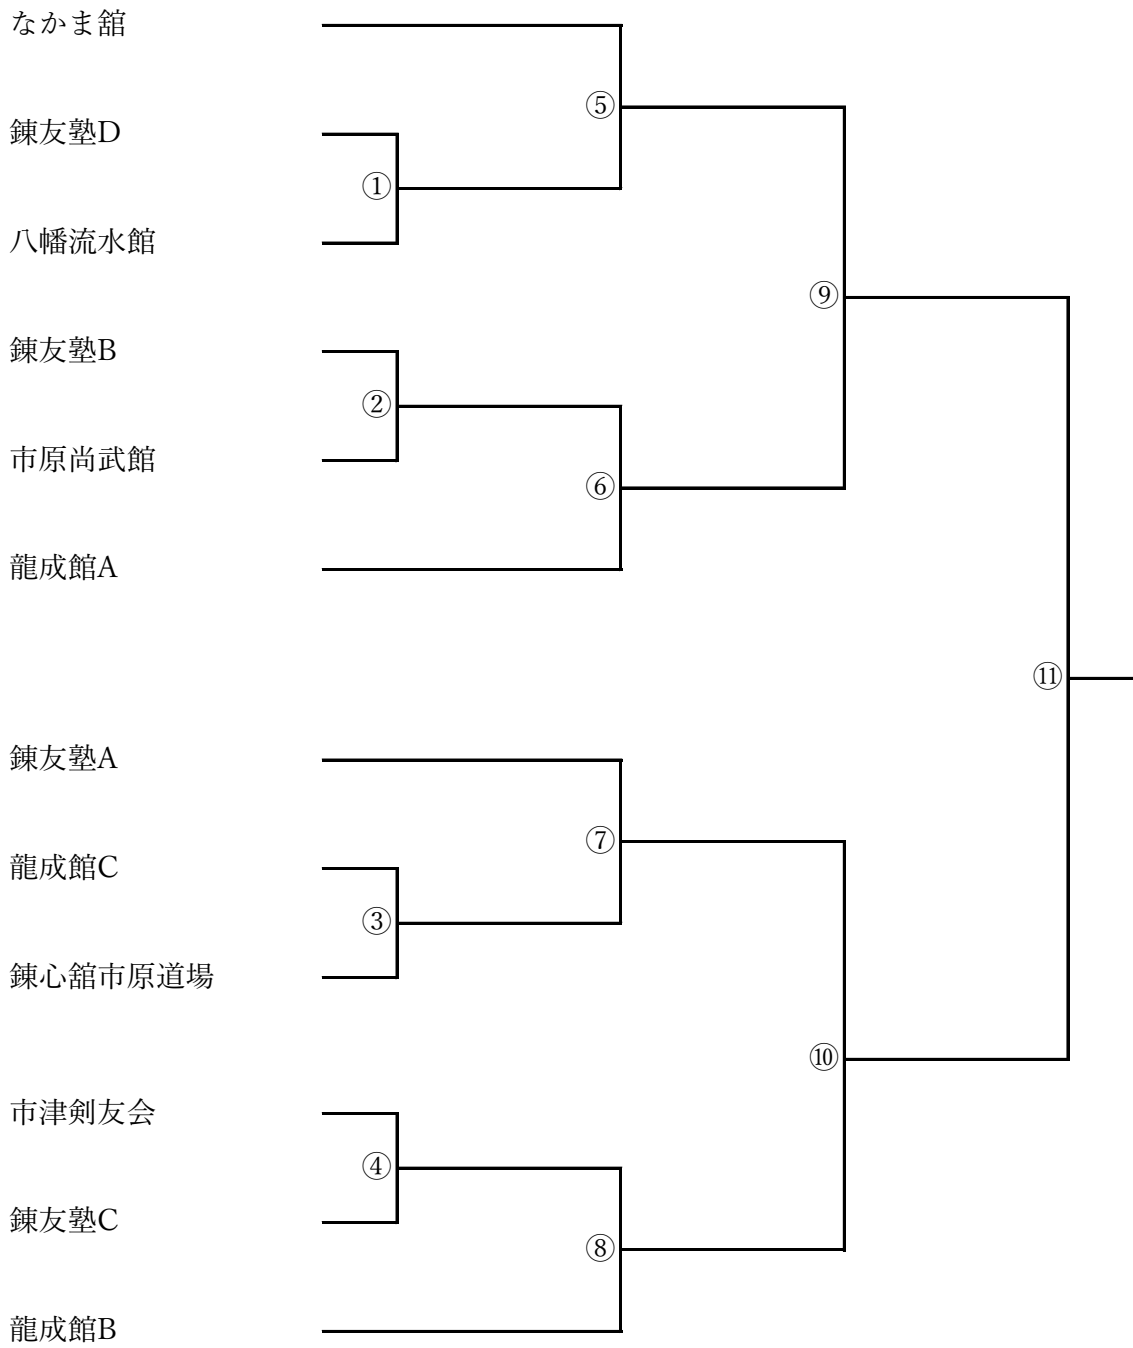 なかま舘
⑤
錬友塾D
①
八幡流水館
⑨
錬友塾B
②
市原尚武館
⑥
龍成館A
⑪
錬友塾A
⑦
龍成館C
③
錬心舘市原道場
⑩
市津剣友会
④
錬友塾C
⑧
龍成館B